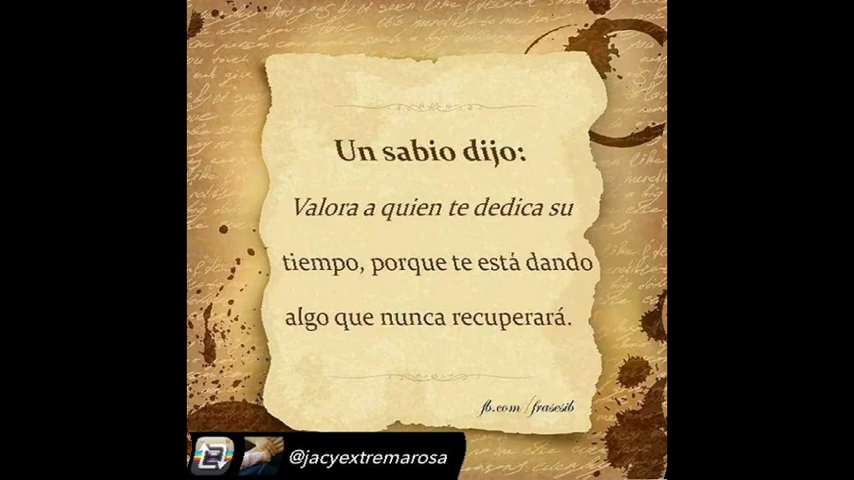 Un sabio dijo:
Valora a quien te dedica su
tiempo, porque te está dando
algo que nunca recuperará.
fb.com/frasesib
@jacyextremarosa